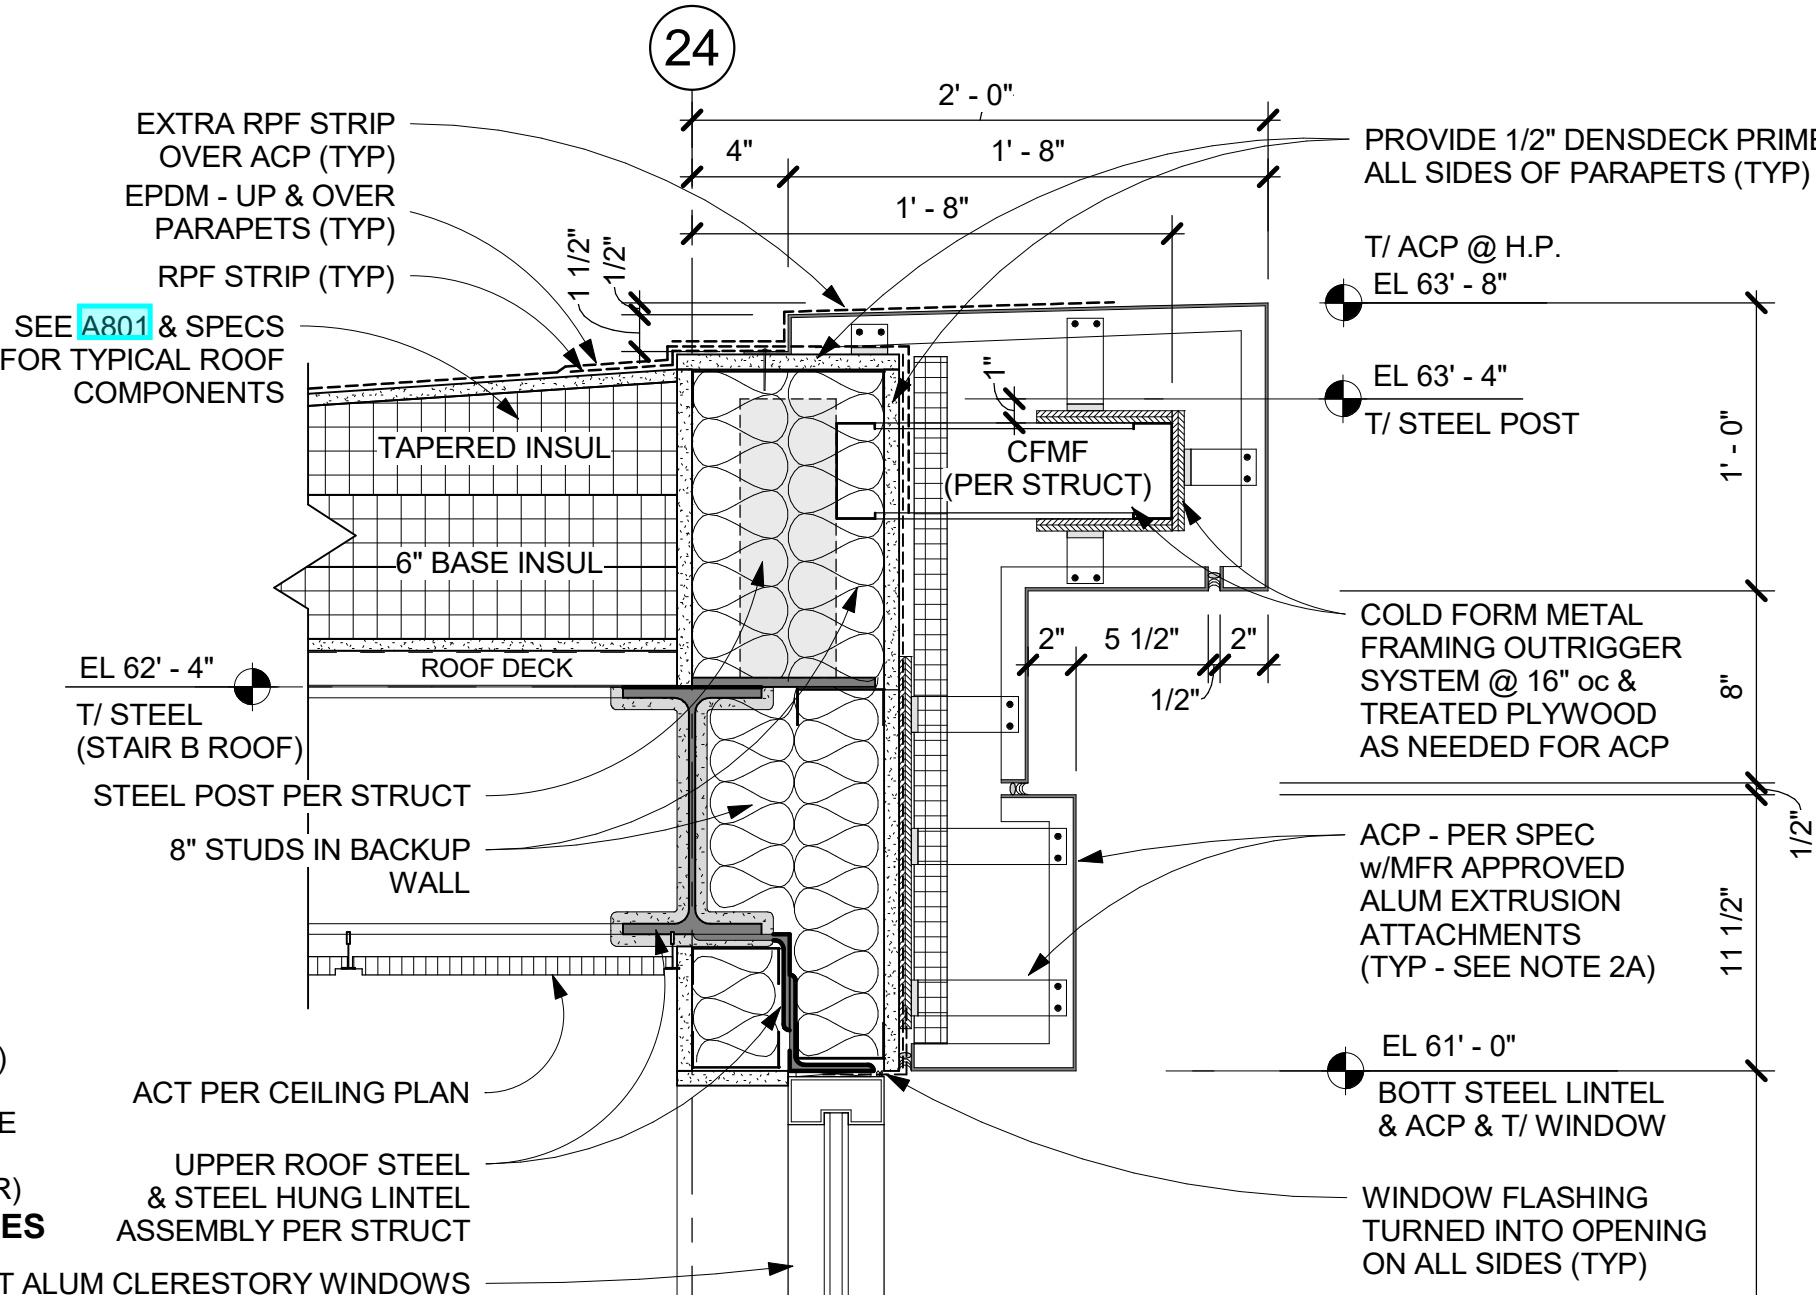 24
2' - 0"
4"
1' - 8"
1' - 8"
1 1/2"
1/2"
EXTRA RPF STRIP
OVER ACP (TYP)
EPDM - UP & OVER
PARAPETS (TYP)
RPF STRIP (TYP)
SEE A801 & SPECS
FOR TYPICAL ROOF
COMPONENTS
TAPERED INSUL
6" BASE INSUL
ROOF DECK
EL 62' - 4"
T/ STEEL
(STAIR B ROOF)
STEEL POST PER STRUCT
8" STUDS IN BACKUP
WALL
ACT PER CEILING PLAN
UPPER ROOF STEEL
& STEEL HUNG LINTEL
ASSEMBLY PER STRUCT
T ALUM CLERESTORY WINDOWS
)
E
R)
ES
1"
CFMF
(PER STRUCT)
2"
5 1/2"
2"
1/2"
PROVIDE 1/2" DENSDECK PRIME
ALL SIDES OF PARAPETS (TYP)
T/ ACP @ H.P.
EL 63' - 8"
EL 63' - 4"
T/ STEEL POST
COLD FORM METAL
FRAMING OUTRIGGER
SYSTEM @ 16" oc &
TREATED PLYWOOD
AS NEEDED FOR ACP
ACP - PER SPEC
w/MFR APPROVED
ALUM EXTRUSION
ATTACHMENTS
(TYP - SEE NOTE 2A)
EL 61' - 0"
BOTT STEEL LINTEL
& ACP & T/ WINDOW
WINDOW FLASHING
TURNED INTO OPENING
ON ALL SIDES (TYP)
1' - 0"
8"
1/2"
11 1/2"